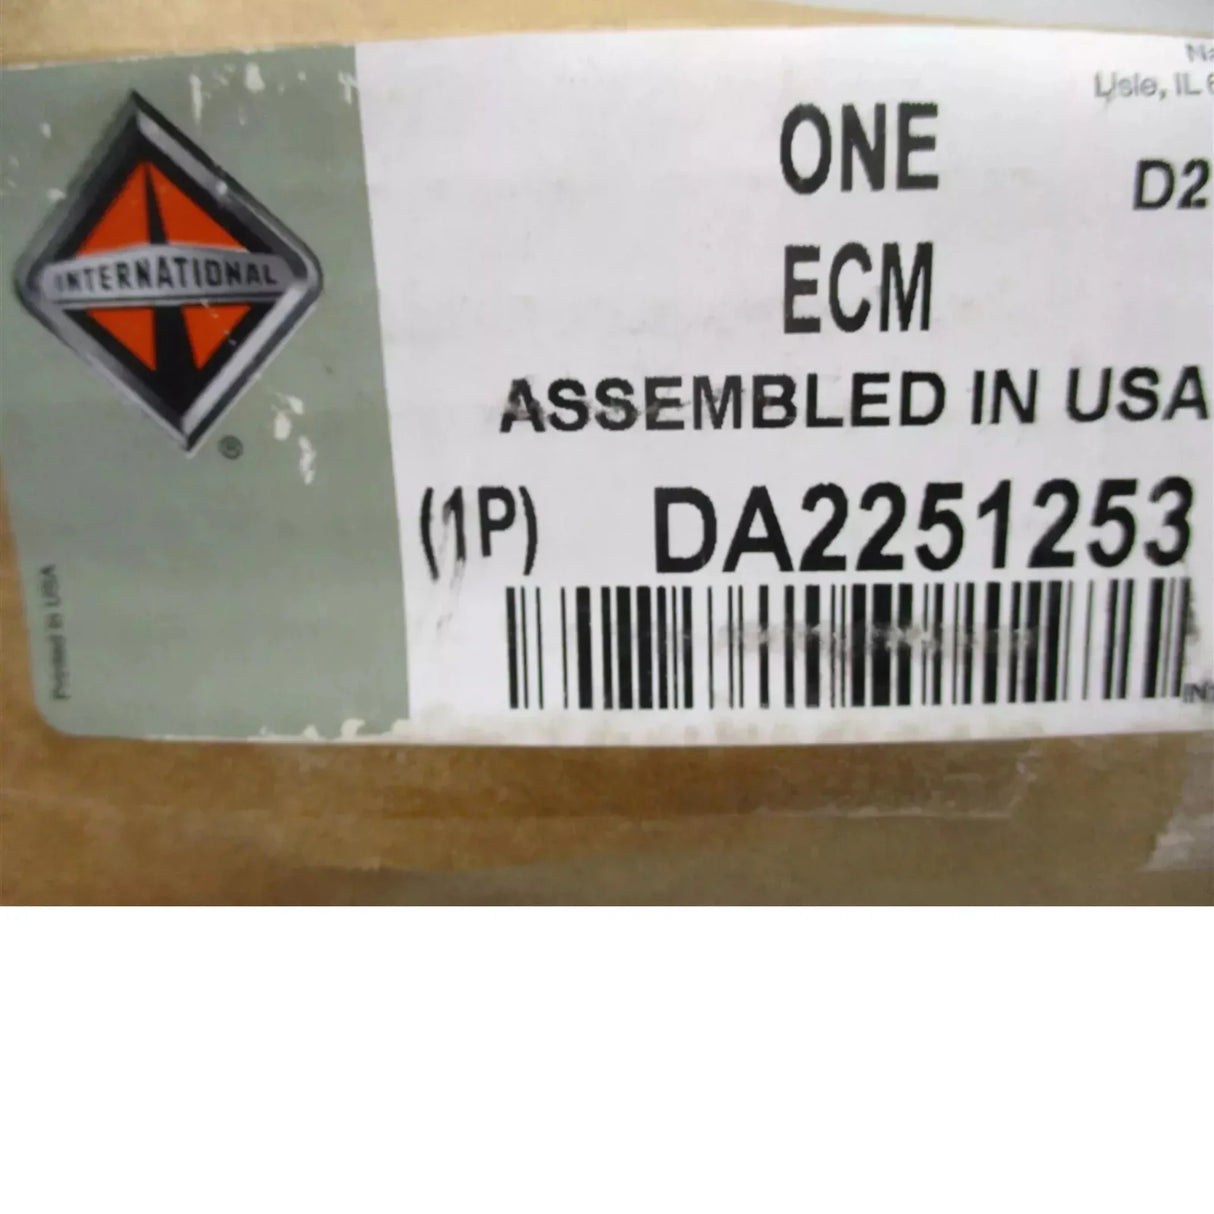 INTERNATIONAL
®
Printed in USA
Lisle, IL
ONE
D2
ECM
ASSEMBLED IN USA
(1P) DA2251253